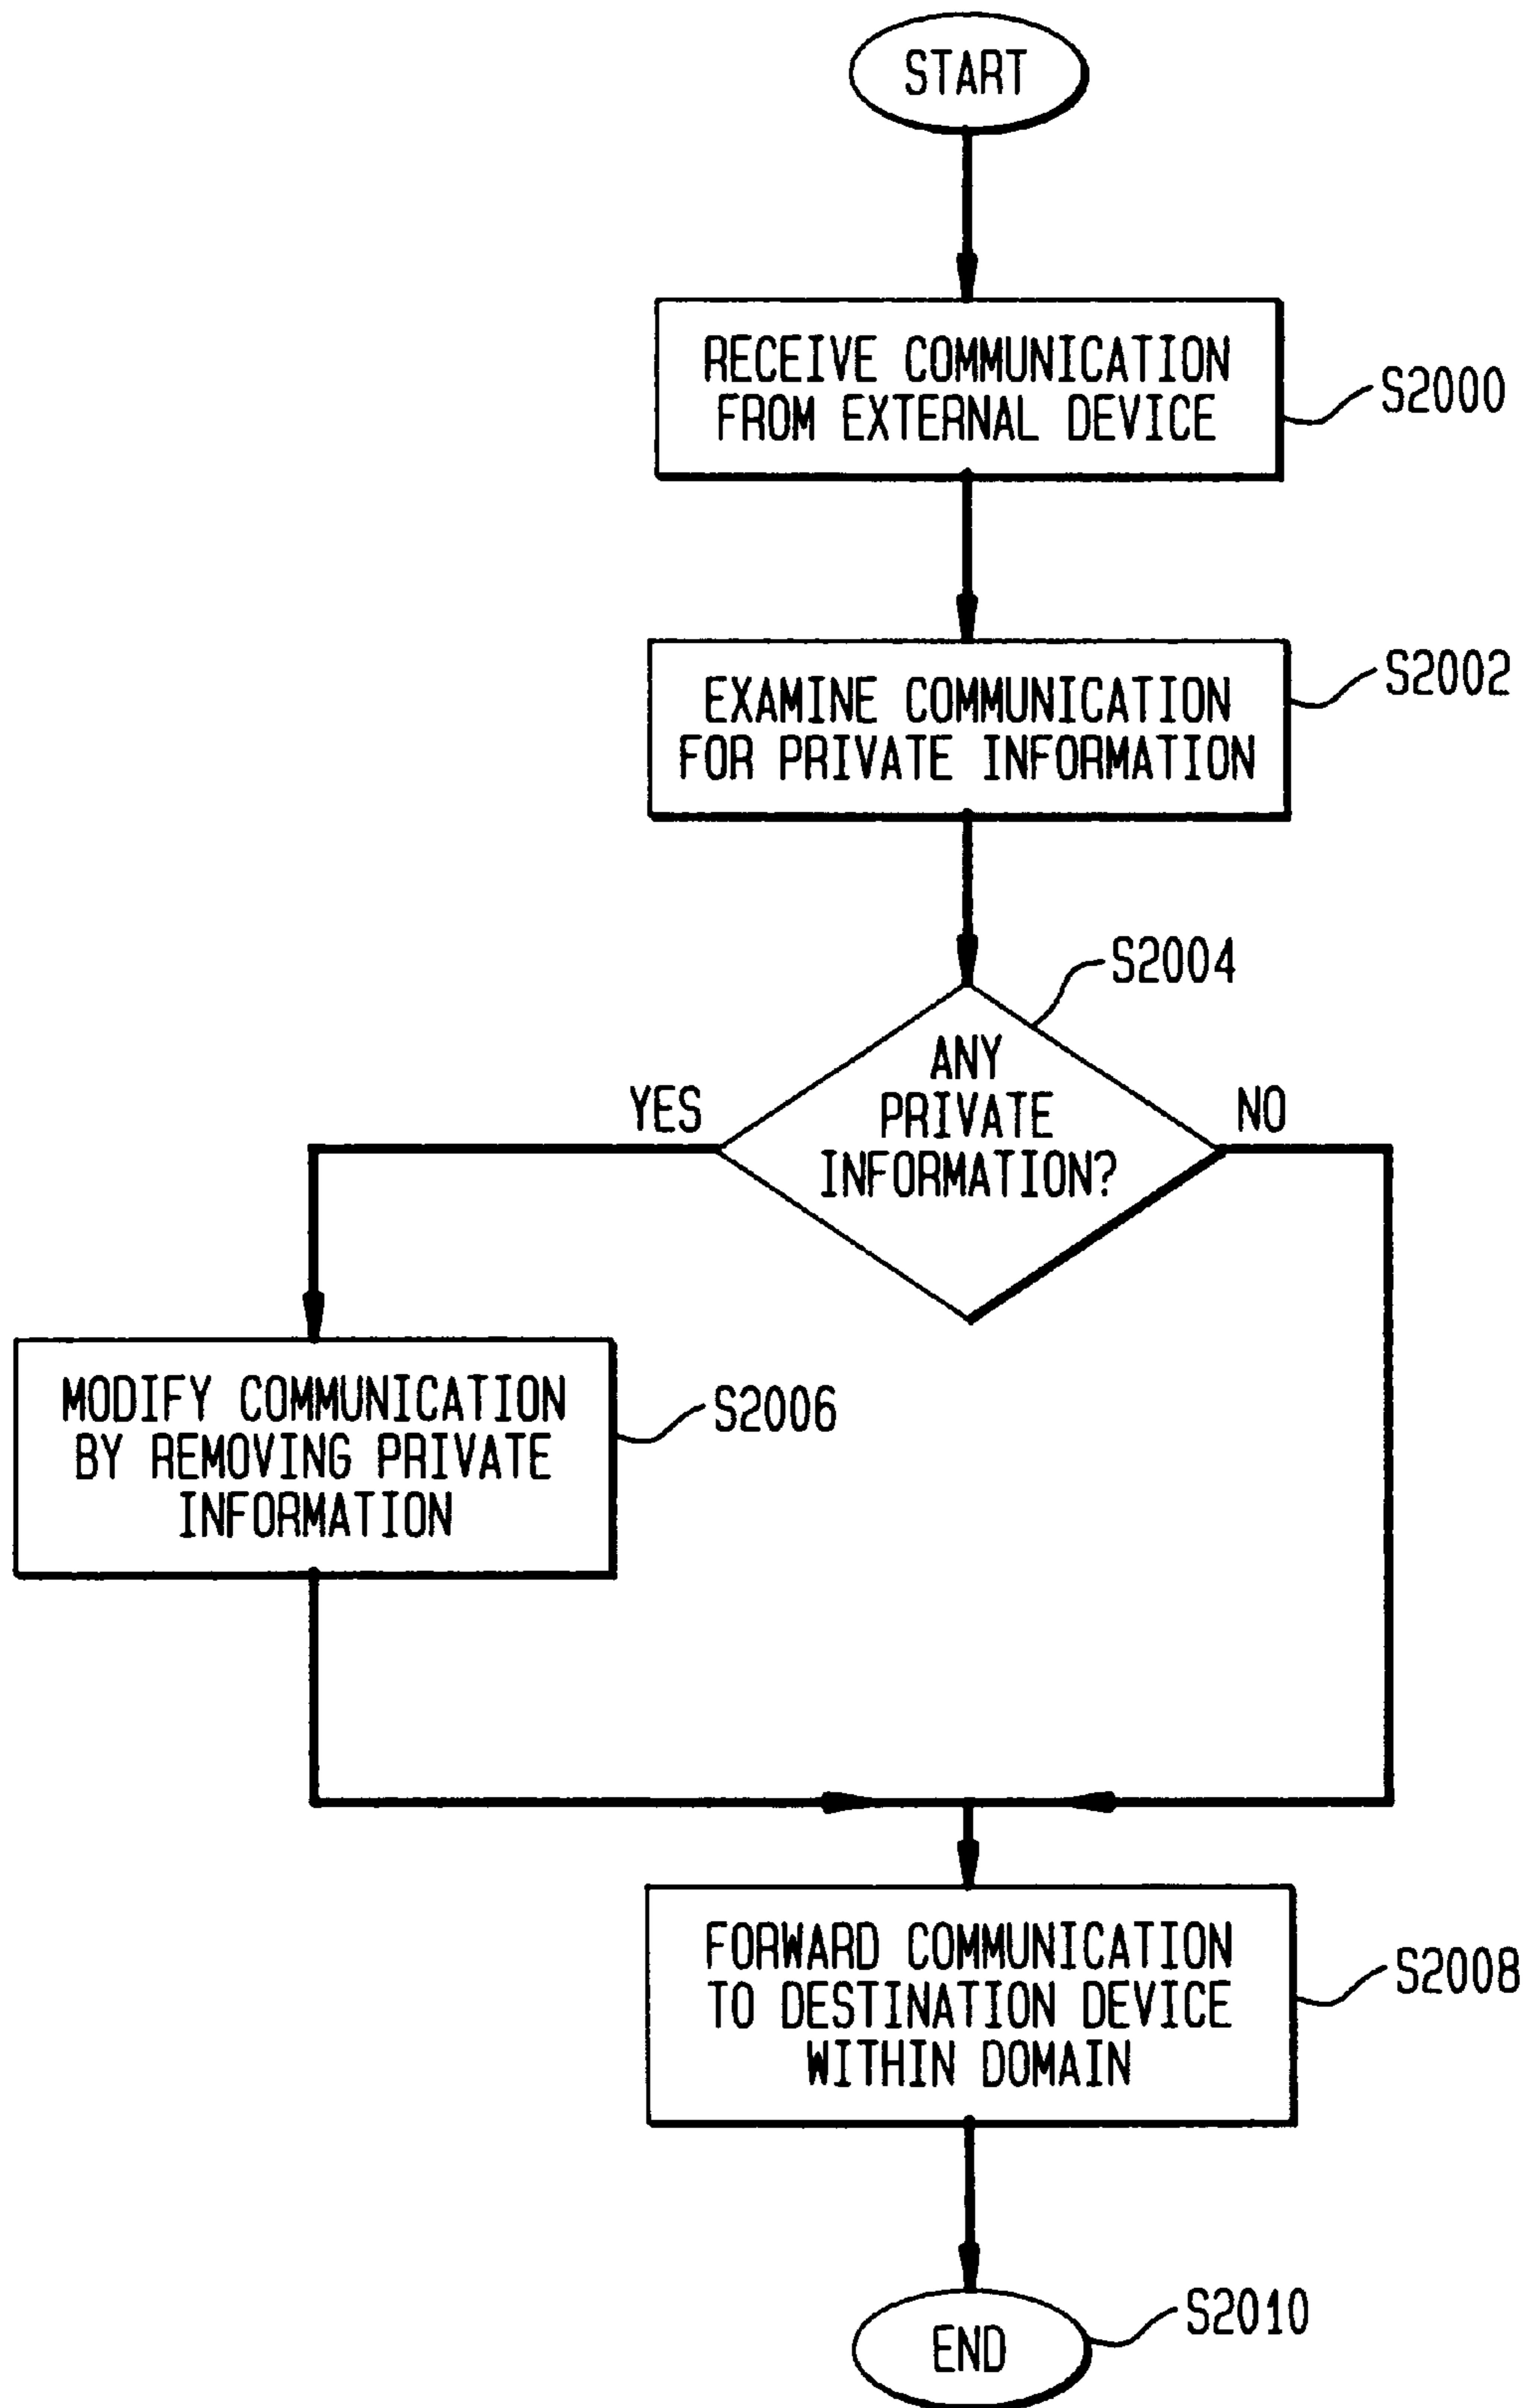 START
RECEIVE COMMUNICATION
FROM EXTERNAL DEVICE
S2000
EXAMINE COMMUNICATION
FOR PRIVATE INFORMATION
S2002
S2004
ANY
PRIVATE
INFORMATION?
YES
NO
MODIFY COMMUNICATION
BY REMOVING PRIVATE
INFORMATION
S2006
FORWARD COMMUNICATION
TO DESTINATION DEVICE
WITHIN DOMAIN
S2008
END
S2010